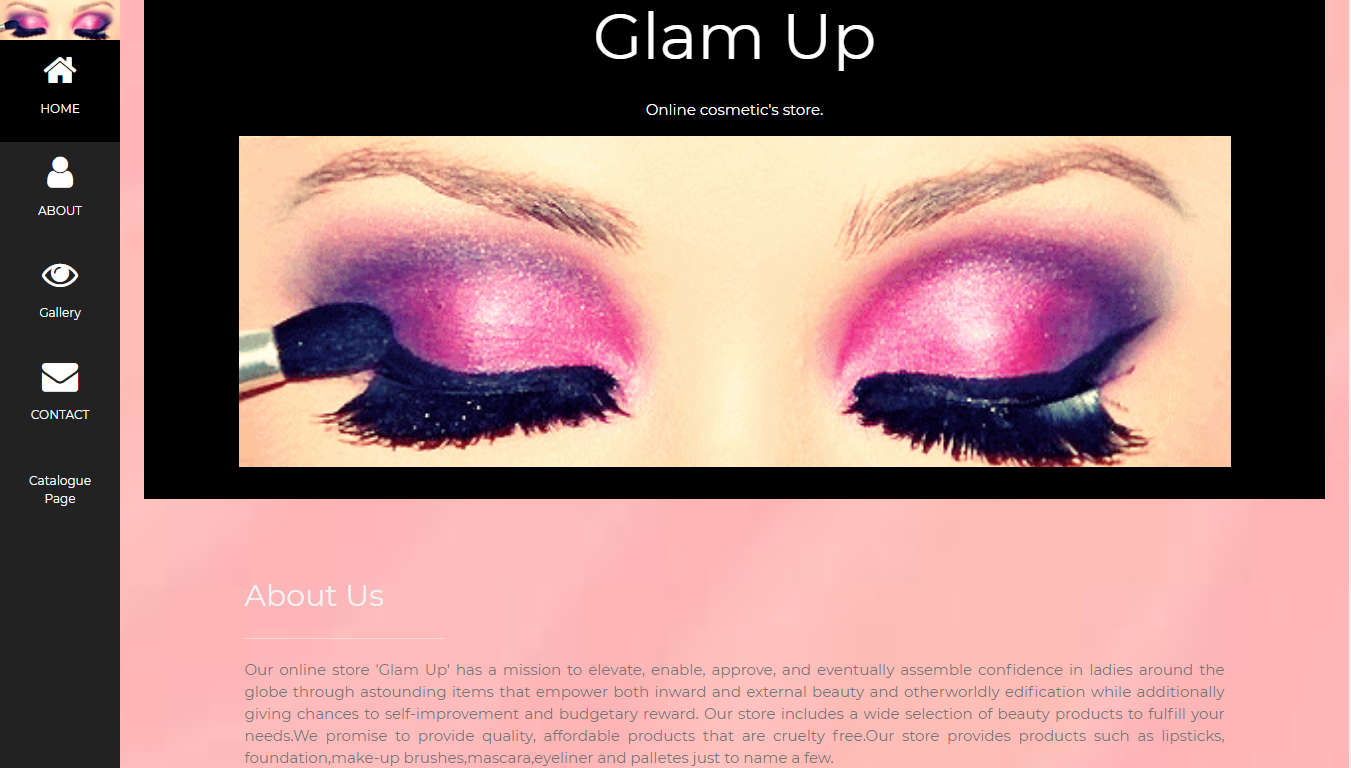 Glam Up
Online cosmetic's store.
HOME
ABOUT
Gallery
CONTACT
Catalogue
Page
About Us
Our online store 'Glam Up' has a mission to elevate, enable, approve, and eventually assemble confidence in ladies around the
globe through astounding items that empower both inward and external beauty and otherworldly edification while additionally
giving chances to self-improvement and budgetary reward. Our store includes a wide selection of beauty products to fulfill your
needs.We promise to provide quality, affordable products that are cruelty free.Our store provides products such as lipsticks,
foundation,make-up brushes,mascara,eyeliner and palletes just to name a few.